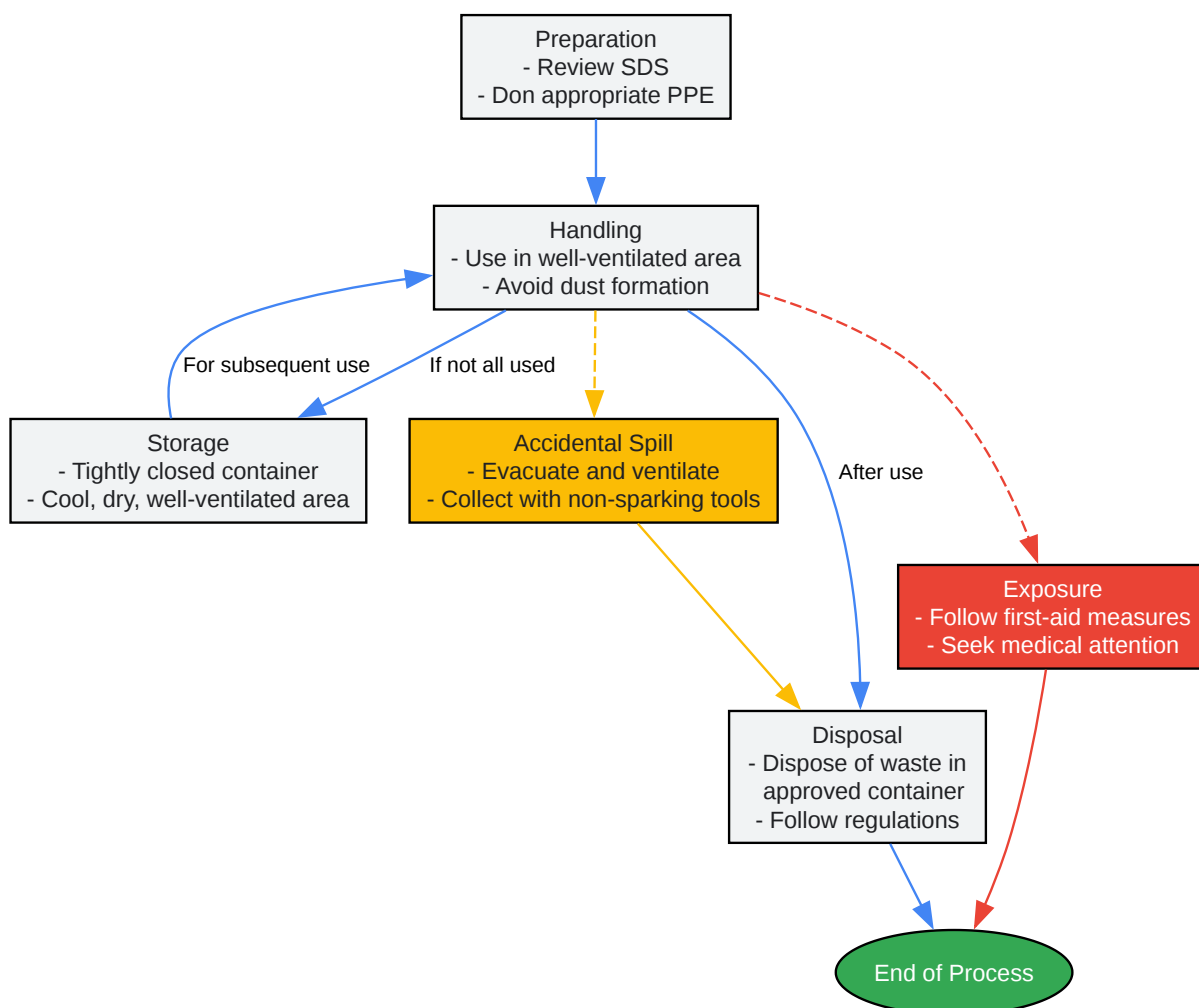 Preparation
- Review SDS
- Don appropriate PPE
Handling
- Use in well-ventilated area
- Avoid dust formation
For subsequent use
If not all used
Storage
- Tightly closed container
- Cool, dry, well-ventilated area
Accidental Spill
- Evacuate and ventilate
- Collect with non-sparking tools
After use
Exposure
- Follow first-aid measures
- Seek medical attention
Disposal
- Dispose of waste in
approved container
- Follow regulations
End of Process